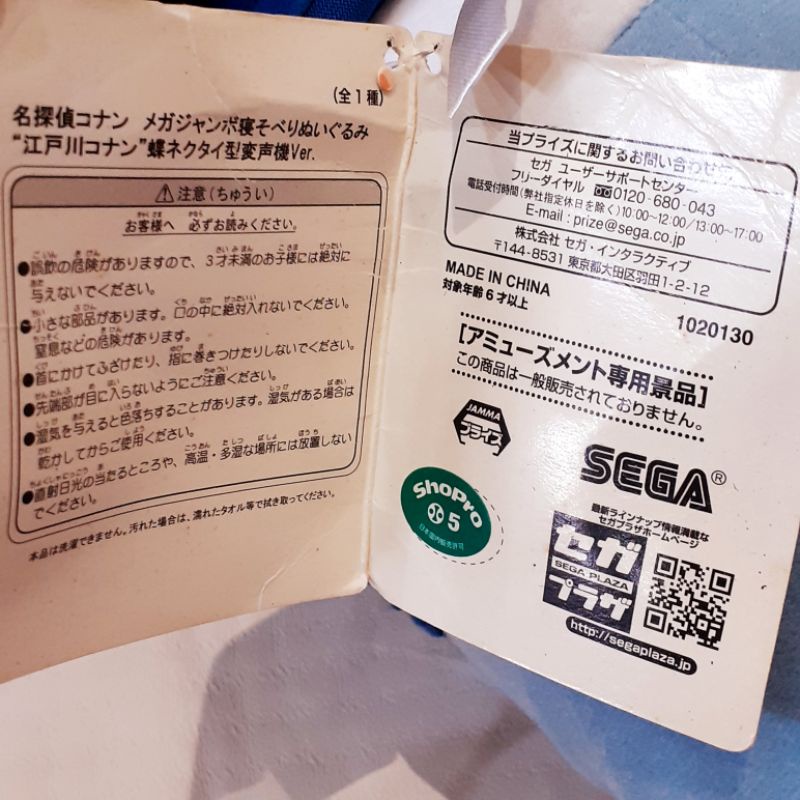 (全1種)
名探偵コナン メガジャンボ寝そべりぬいぐるみ
“江戸川コナン”蝶ネクタイ型変声機Ver.
⚠注意(ちゅうい)
お客様へ 必ずお読みください。
●誤飲の危険がありますので、3才未満のお子様には絶対に
与えないでください。
●小さな部品があります。口の中に絶対入れないでください。
窒息などの危険があります。
●首にかけてふざけたり、指に巻きつけたりしないでください。
●先端部が目に入らないようにご注意ください。
●湿気を与えると色落ちすることがあります。湿気がある場合は
乾かしてからご使用ください。
●直射日光の当たるところや、高温・多湿な場所には放置しない
でください。
本品は洗濯できません。汚れた場合は、濡れたタオル等で拭き取ってください。
当プライズに関するお問い合わせ
セガ ユーザーサポートセンター
フリーダイヤル 0120-680-043
電話受付時間(弊社指定休日を除く)10:00~12:00/13:00~17:00
E-mail : prize@sega.co.jp
株式会社 セガ・インタラクティブ
〒144-8531 東京都大田区羽田1-2-12
MADE IN CHINA
対象年齢6才以上
1020130
[アミューズメント専用景品]
この商品は一般販売されておりません。
JAMMA
プライズ
SEGA®
ShoPro
小 5
日本国内販売許可
最新ラインナップ情報満載な
セガプラザホームページ
セガ
SEGA PLAZA
プラザ
http://segaplaza.jp